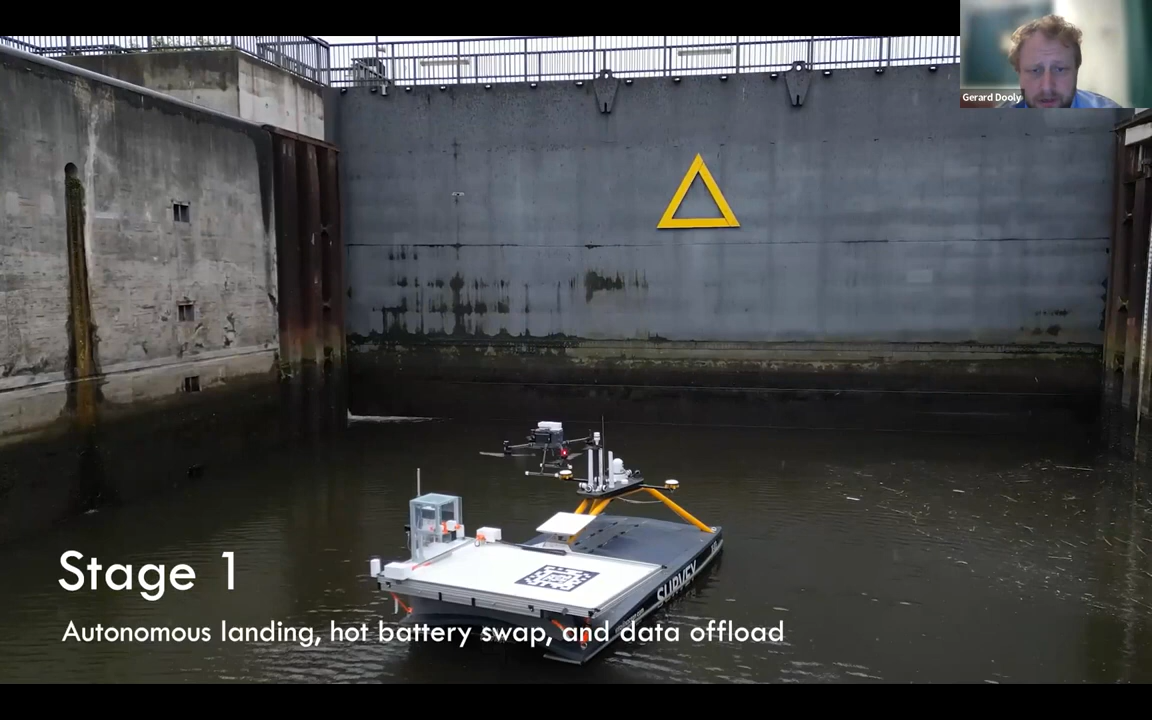 Gerard Dooly
SURVEY
Stage 1
Autonomous landing, hot battery swap, and data offload